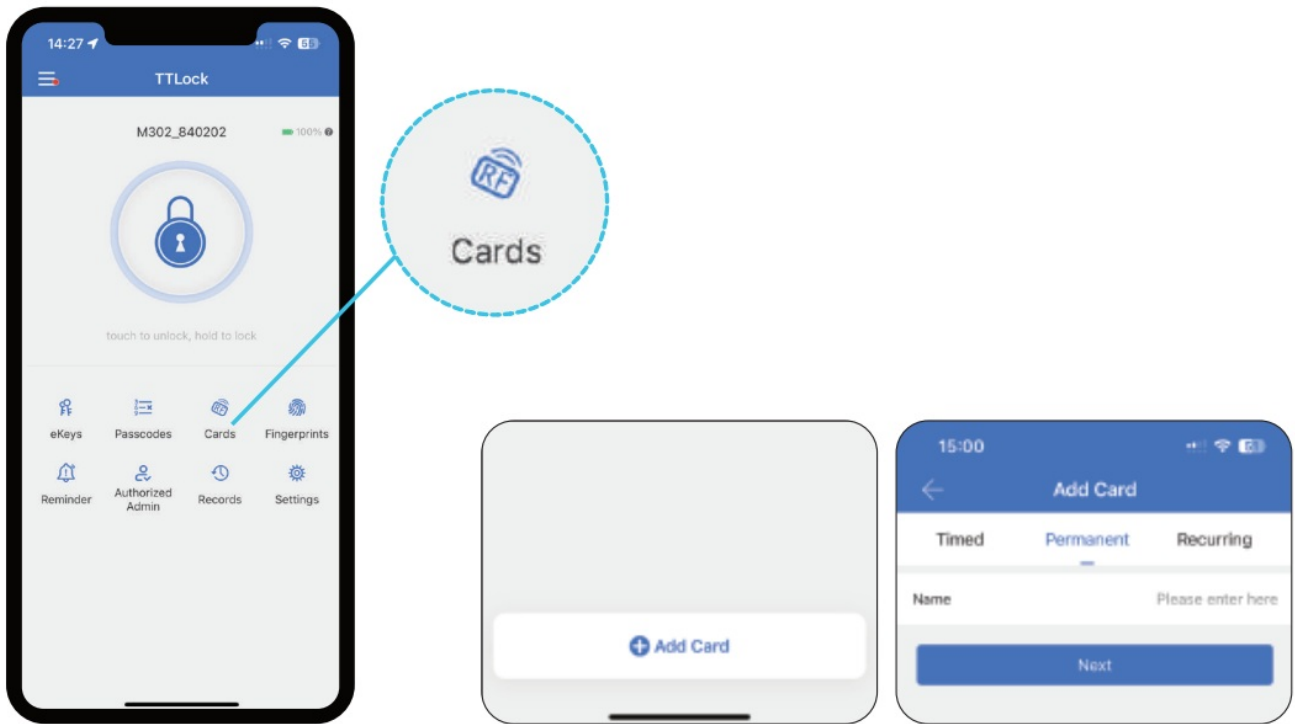 14:27
TTLock
M302_840202
100%
touch to unlock, hold to lock
eKeys Passcodes Cards Fingerprints
Reminder Authorized Admin Records Settings
RF
Cards
Add Card
15:00
Add Card
Timed Permanent Recurring
Name Please enter here
Next